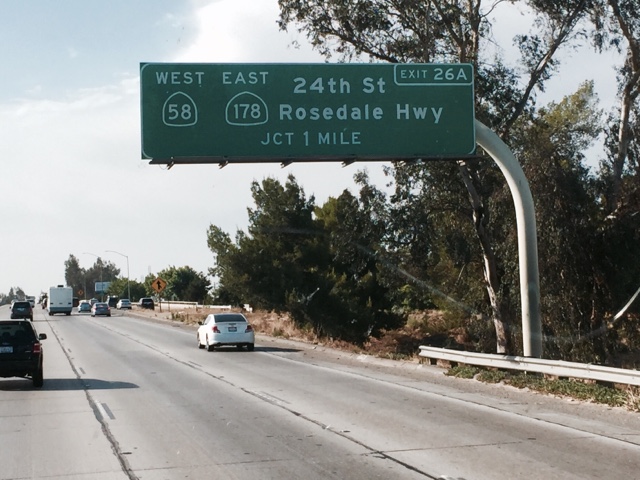 EXIT 26A
WEST EAST 24th St
58 178 Rosedale Hwy
JCT 1 MILE